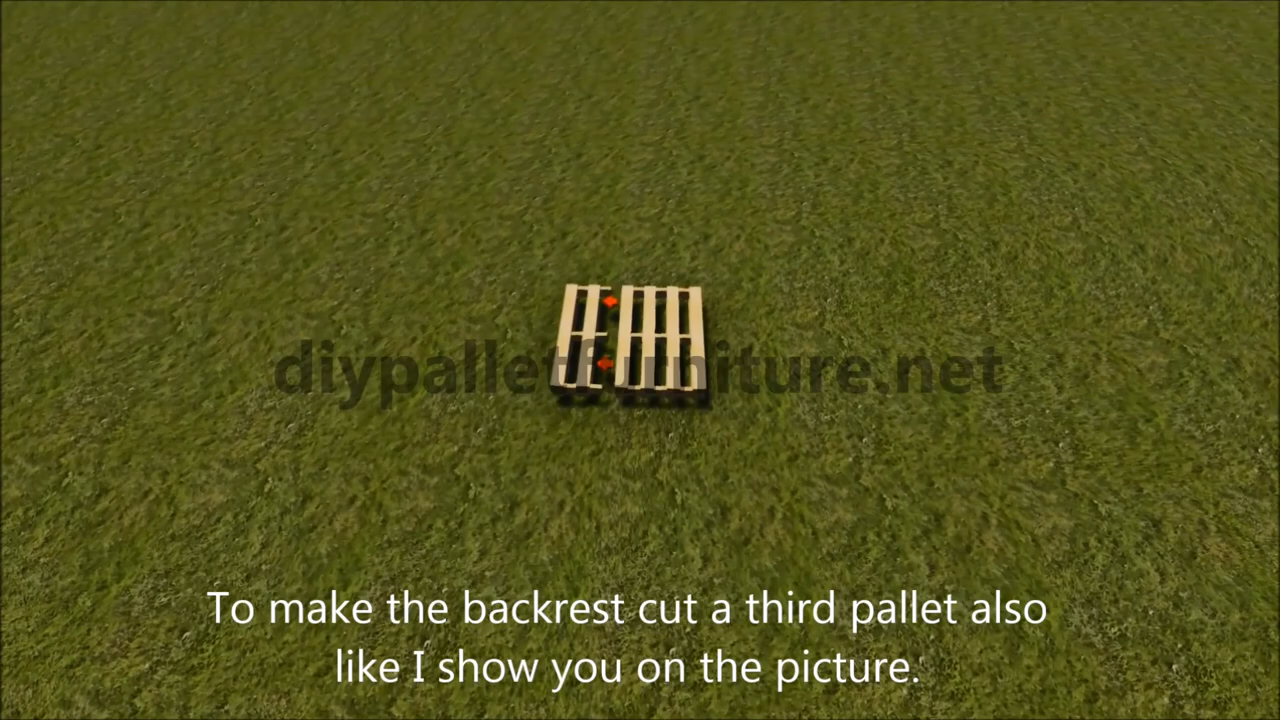 diypalletfurniture.net
To make the backrest cut a third pallet also
like I show you on the picture.